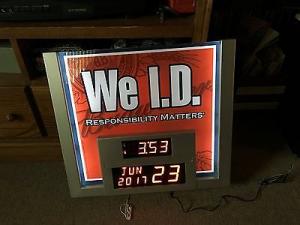 We I.D.
RESPONSIBILITY MATTERS®
3:53
JUN
2017 23